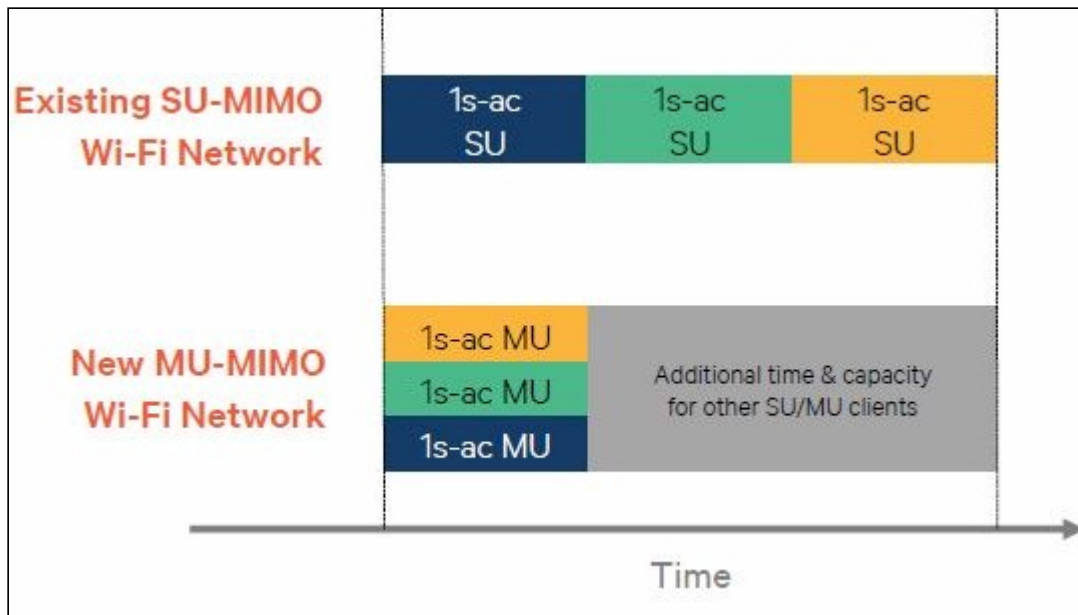 Existing SU-MIMO
Wi-Fi Network
1s-ac
SU
1s-ac
SU
1s-ac
SU
New MU-MIMO
Wi-Fi Network
1s-ac MU
1s-ac MU
1s-ac MU
Additional time & capacity
for other SU/MU clients
Time